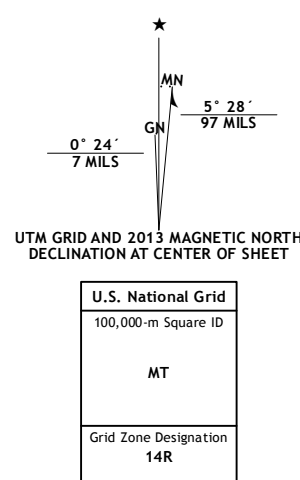 ★
MN
GN
5° 28´
97 MILS
0° 24´
7 MILS
UTM GRID AND 2013 MAGNETIC NORTH
DECLINATION AT CENTER OF SHEET
U.S. National Grid
100,000-m Square ID
MT
Grid Zone Designation
14R